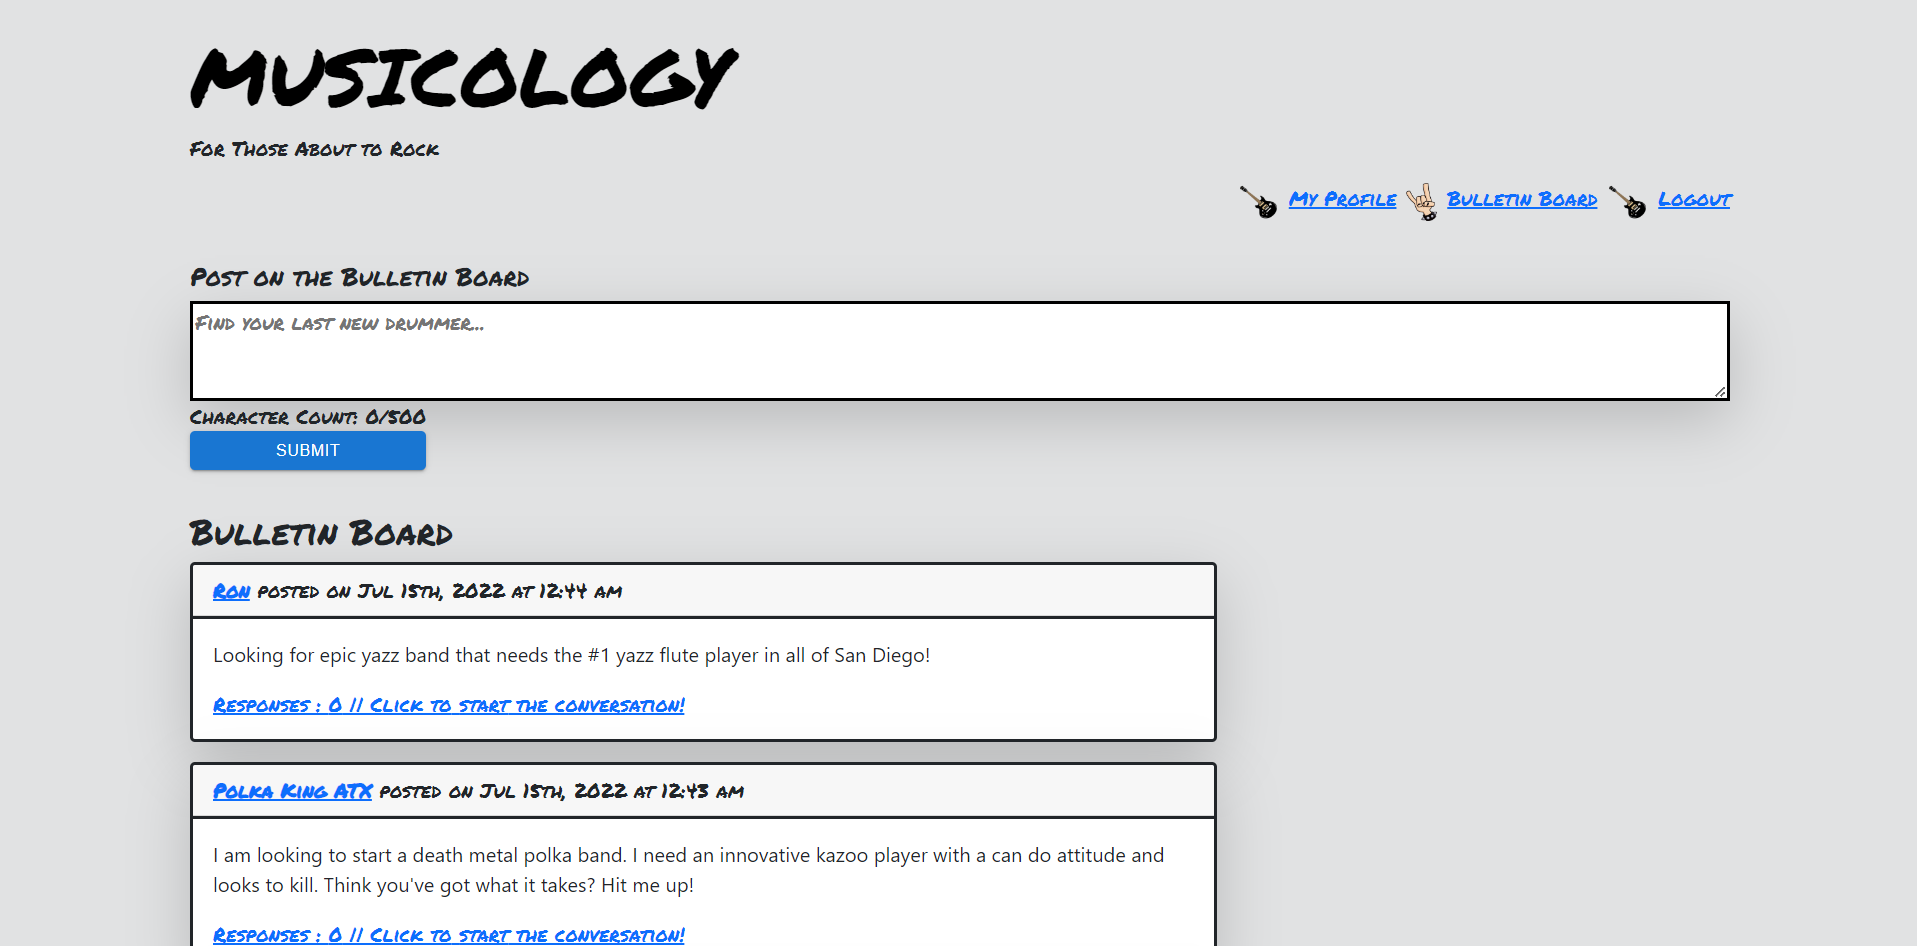 MUSICOLOGY
For Those About to Rock
My Profile Bulletin Board Logout
Post on the Bulletin Board
Find your last new drummer...
Character Count: 0/500
SUBMIT
Bulletin Board
Ron posted on Jul 15th, 2022 at 12:44 am
Looking for epic yazz band that needs the #1 yazz flute player in all of San Diego!
Responses : 0 || Click to start the conversation!
Polka King ATX posted on Jul 15th, 2022 at 12:43 am
I am looking to start a death metal polka band. I need an innovative kazoo player with a can do attitude and
looks to kill. Think you've got what it takes? Hit me up!
Responses : 0 || Click to start the conversation!